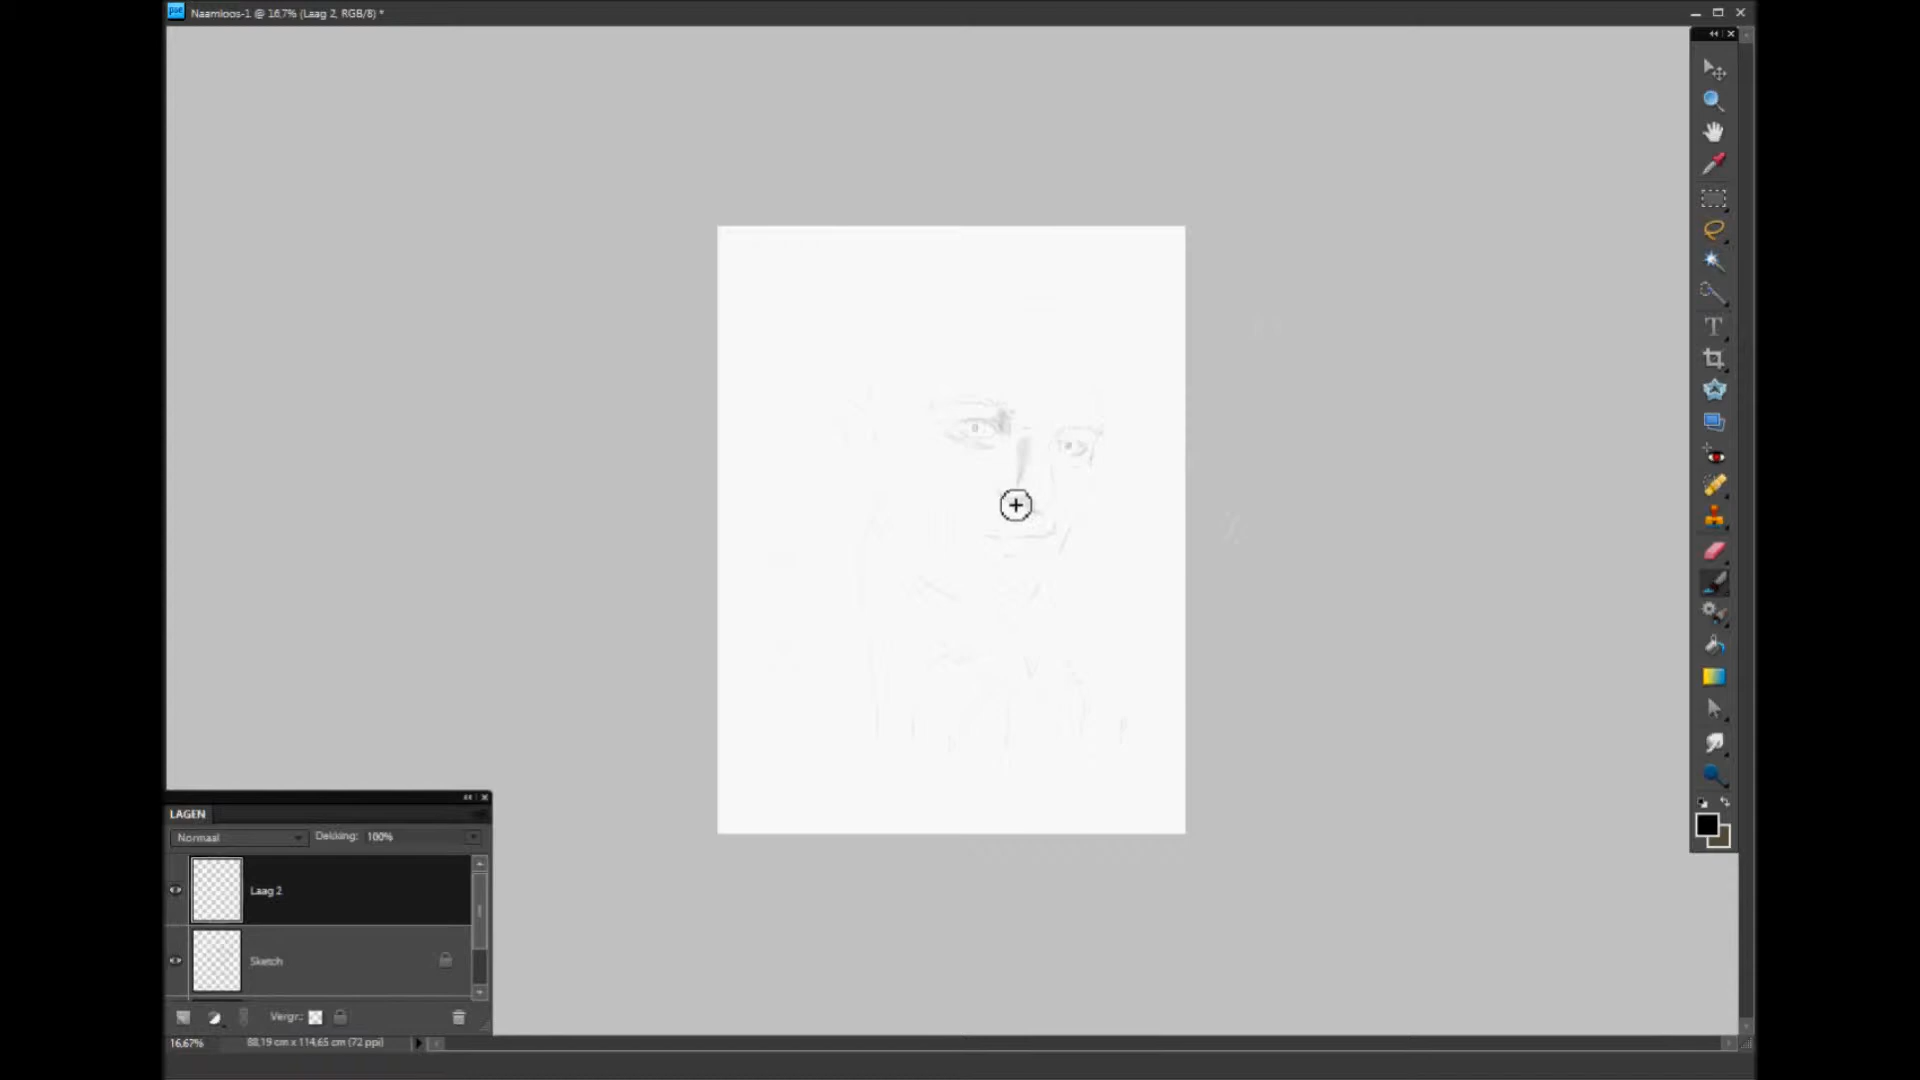 pse Naamloos-1 @ 16,7% (Laag 2, RGB/8) *
LAGEN
Normaal Dekking: 100%
Laag 2
Sketch
Vergr.:
16.67% 88,19 cm x 114,65 cm (72 ppi)